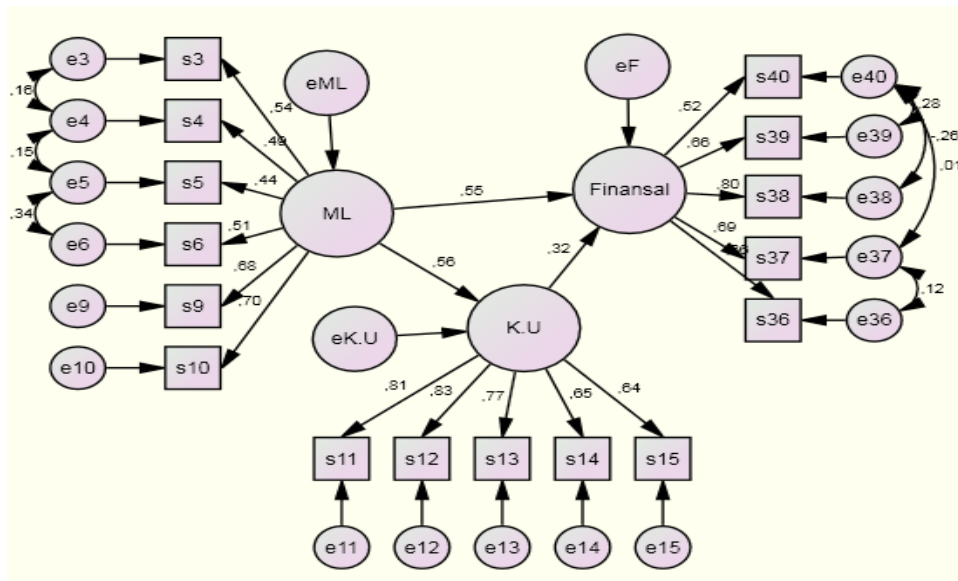 e3
s3
eML
eF
s40
e40
.16
.54
.52
.28
e4
s4
.49
.66
s39
e39
-.26
.15
.01
e5
s5
.44
ML
.55
Finansal
.80
s38
e38
.34
.51
.69
e6
s6
.68
.56
.32
s37
e37
e9
s9
.70
eK.U
K.U
.12
s36
e36
e10
s10
.81
.83
.77
.65
.64
s11
s12
s13
s14
s15
e11
e12
e13
e14
e15